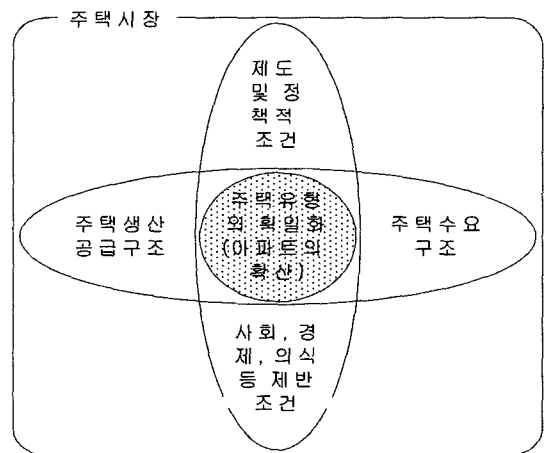 주택시장
제도
및 정
책적
조건
주택유형
의 획일화
(아파트의
확산)
주택생산
공급구조
주택수요
구조
사회, 경
제, 의식
등 제반
조건